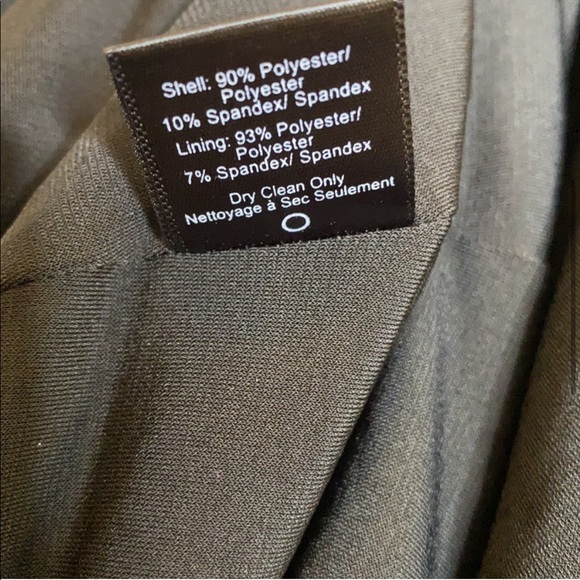 Shell: 90% Polyester/
Polyester
10% Spandex/ Spandex
Lining: 93% Polyester/
Polyester
7% Spandex/ Spandex
Dry Clean Only
Nettoyage à Sec Seulement